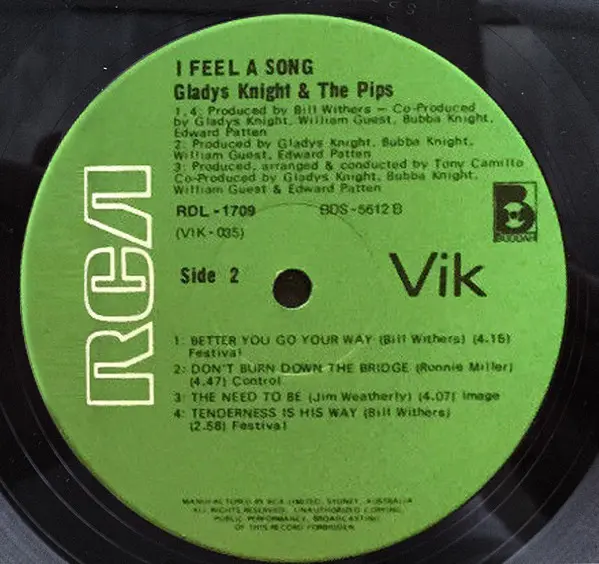 I FEEL A SONG
Gladys Knight & The Pips
1, 4: Produced by Bill Withers – Co-Produced
by Gladys Knight, William Guest, Bubba Knight,
Edward Patten
2: Produced by Gladys Knight, Bubba Knight,
William Guest, Edward Patten
3: Produced, arranged & conducted by Tony Camillo
Co-Produced by Gladys Knight, Bubba Knight,
William Guest & Edward Patten
RDL - 1709 BDS - 5612 B
(VIK - 035)
B
BUDDAH
RCA
Side 2
Vik
1: BETTER YOU GO YOUR WAY (Bill Withers) (4.15)
Festival
2: DON'T BURN DOWN THE BRIDGE (Ronnie Miller)
(4.47) Control
3: THE NEED TO BE (Jim Weatherly) (4.07) Image
4: TENDERNESS IS HIS WAY (Bill Withers)
(2.58) Festival
MANUFACTURED BY RCA LIMITED, SYDNEY, AUSTRALIA
ALL RIGHTS RESERVED. UNAUTHORIZED COPYING,
PUBLIC PERFORMANCE, BROADCASTING
OF THIS RECORD FORBIDDEN.